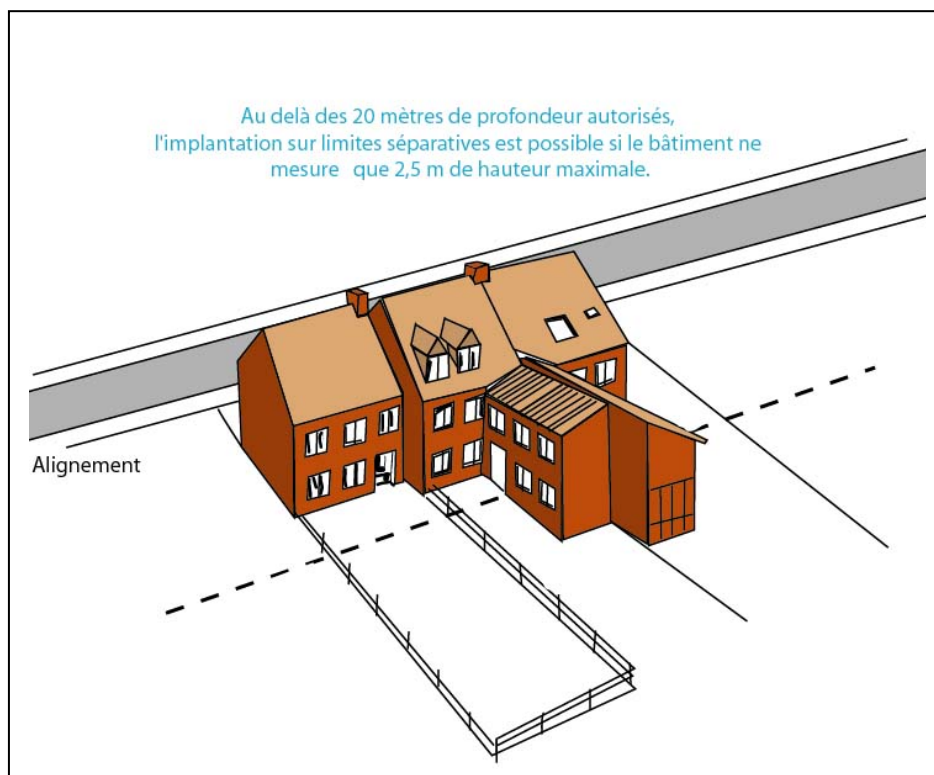 Au delà des 20 mètres de profondeur autorisés,
l'implantation sur limites séparatives est possible si le bâtiment ne
mesure que 2,5 m de hauteur maximale.
Alignement